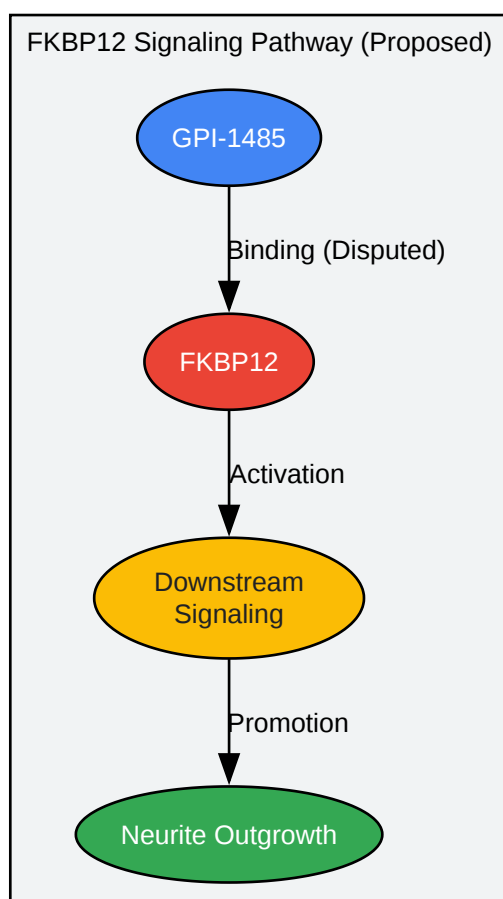 FKBP12 Signaling Pathway (Proposed)
GPI-1485
Binding (Disputed)
FKBP12
Activation
Downstream
Signaling
Promotion
Neurite Outgrowth